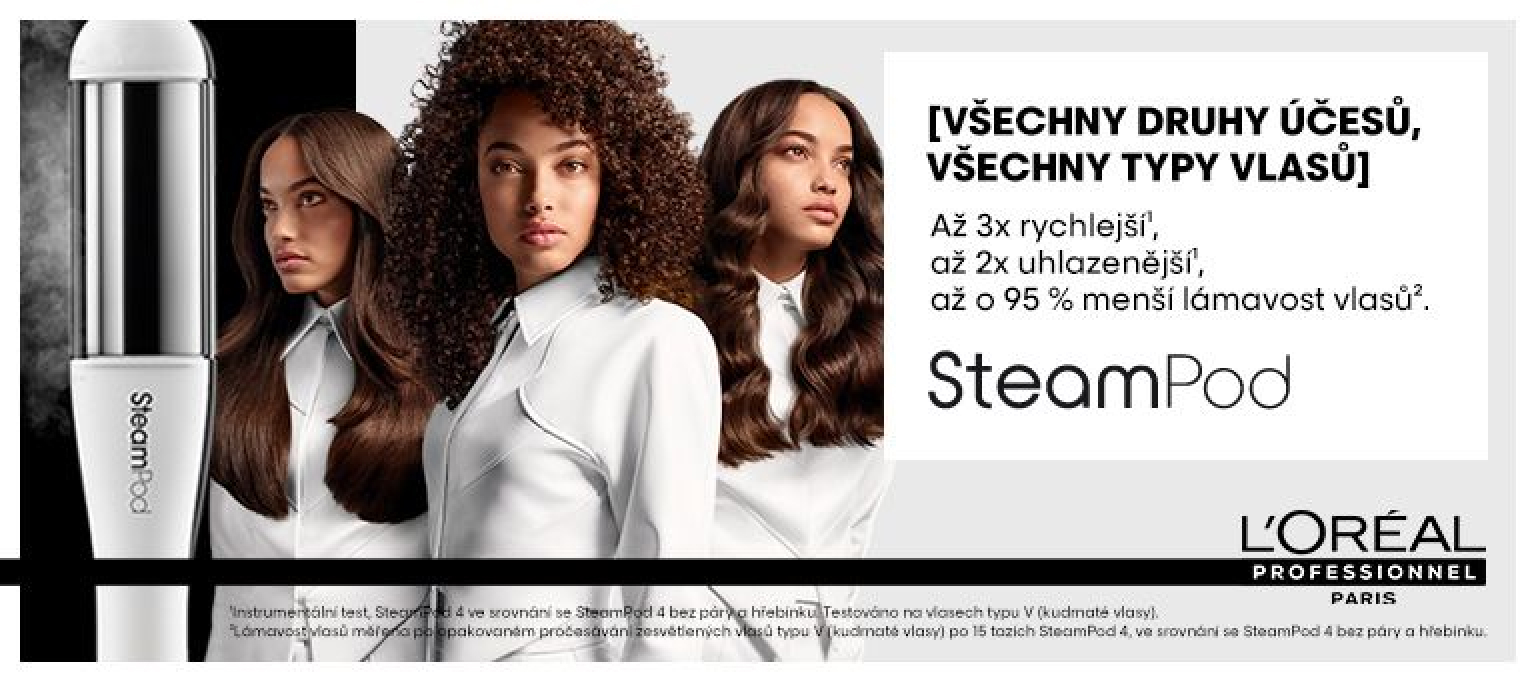 [VŠECHNY DRUHY ÚČESŮ,
VŠECHNY TYPY VLASŮ]
Až 3x rychlejší¹,
až 2x uhlazenější¹,
až o 95 % menší lámavost vlasů².
SteamPod
SteamPod
L'ORÉAL
PROFESSIONNEL
PARIS
¹Instrumentální test, SteamPod 4 ve srovnání se SteamPod 4 bez páry a hřebínku. Testováno na vlasech typu V (kudrnaté vlasy).
²Lámavost vlasů měřena po opakovaném pročesávání zesvětlených vlasů typu V (kudrnaté vlasy) po 15 tazích SteamPod 4, ve srovnání se SteamPod 4 bez páry a hřebínku.